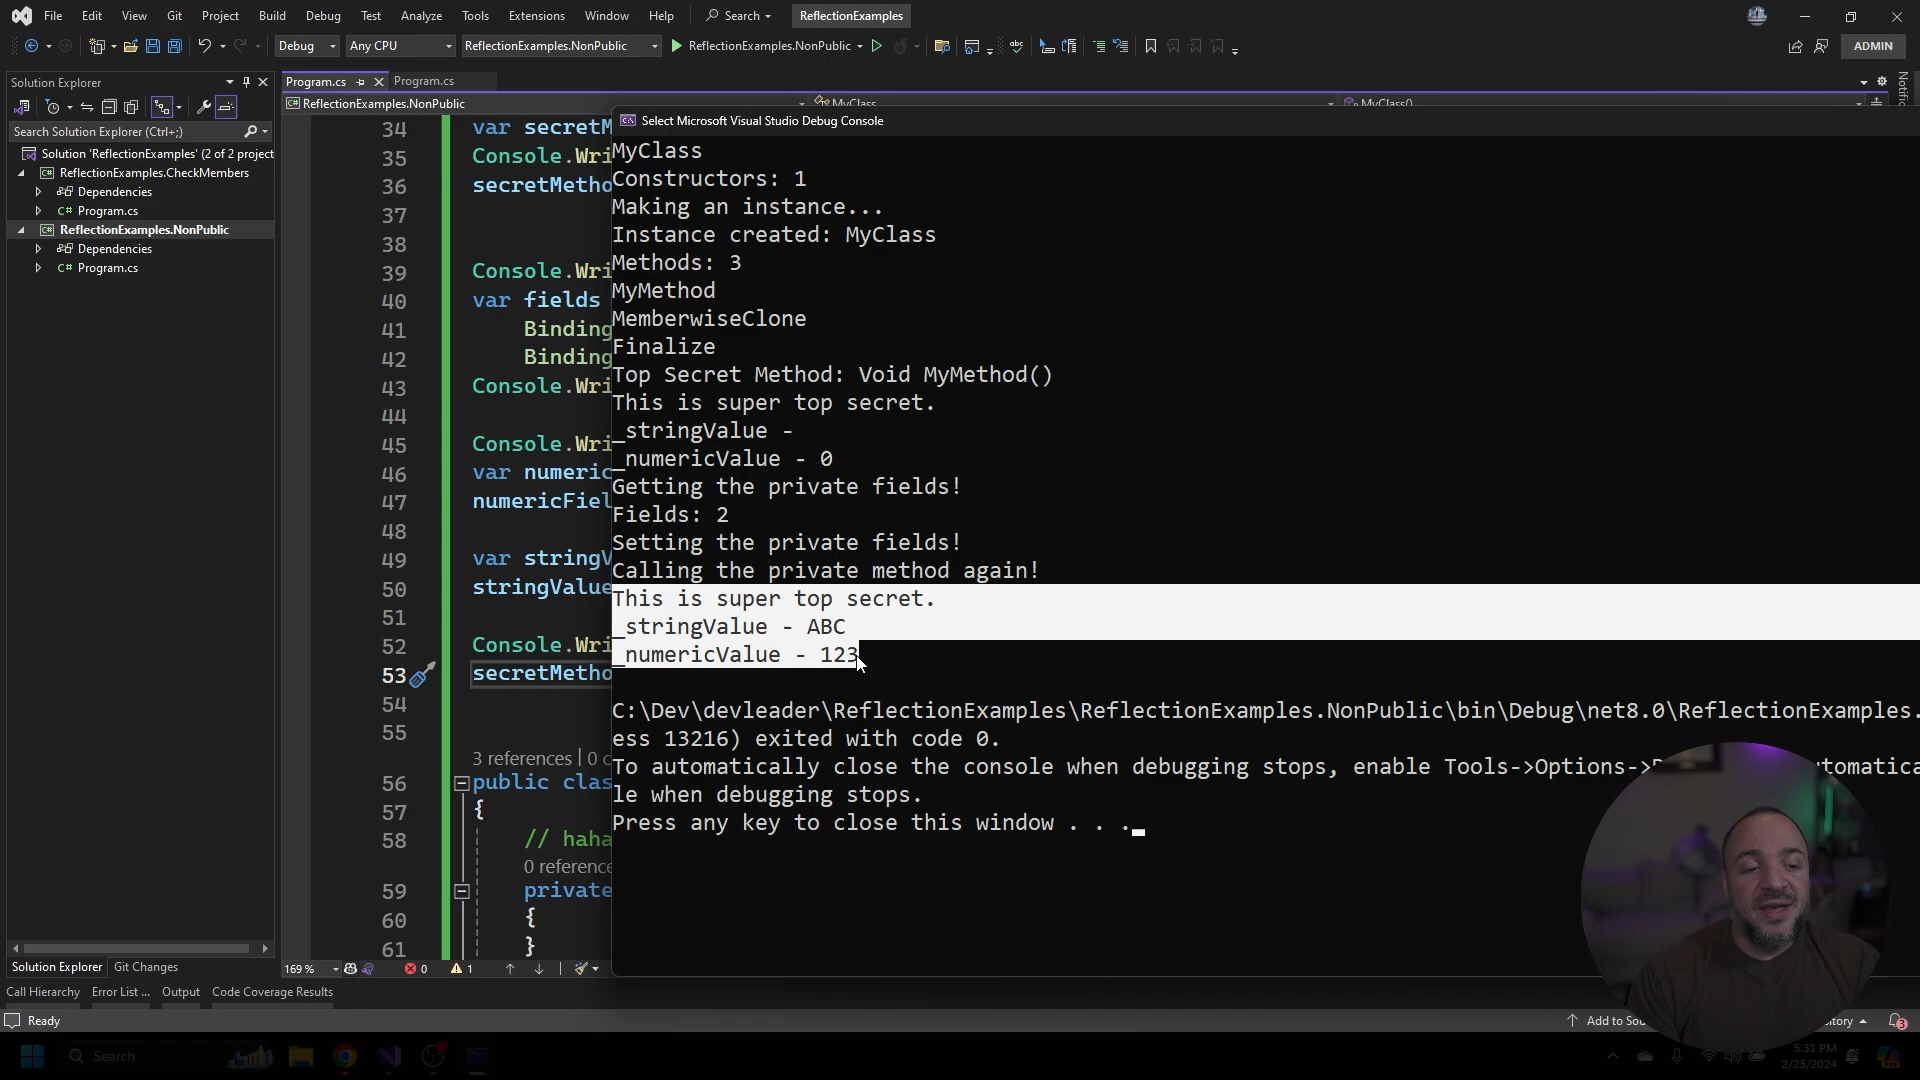 File Edit View Git Project Build Debug Test Analyze Tools Extensions Window Help Search ReflectionExamples
Debug Any CPU ReflectionExamples.NonPublic ReflectionExamples.NonPublic ADMIN
Solution Explorer
Search Solution Explorer (Ctrl+;)
Solution 'ReflectionExamples' (2 of 2 project
ReflectionExamples.CheckMembers
Dependencies
C# Program.cs
ReflectionExamples.NonPublic
Dependencies
C# Program.cs
Program.cs Program.cs
ReflectionExamples.NonPublic MyClass MyClass()
34 var secretM
35 Console.Wri
36 secretMetho
37
38
39 Console.Wri
40 var fields
41 Binding
42 Binding
43 Console.Wri
44
45 Console.Wri
46 var numeric
47 numericFiel
48
49 var stringV
50 stringValue
51
52 Console.Wri
53 secretMetho
54
55
3 references | 0 c
56 public clas
57 {
58 // haha
0 reference
59 private
60 {
61 }
Select Microsoft Visual Studio Debug Console
MyClass
Constructors: 1
Making an instance...
Instance created: MyClass
Methods: 3
MyMethod
MemberwiseClone
Finalize
Top Secret Method: Void MyMethod()
This is super top secret.
_stringValue -
_numericValue - 0
Getting the private fields!
Fields: 2
Setting the private fields!
Calling the private method again!
This is super top secret.
_stringValue - ABC
_numericValue - 123
C:\Dev\devleader\ReflectionExamples\ReflectionExamples.NonPublic\bin\Debug\net8.0\ReflectionExamples.
ess 13216) exited with code 0.
To automatically close the console when debugging stops, enable Tools->Options-> utomatica
le when debugging stops.
Press any key to close this window . . .
169 % 0 1
Solution Explorer Git Changes
Call Hierarchy Error List ... Output Code Coverage Results
Ready Add to Sou
Search
5:31 PM
2/25/2024